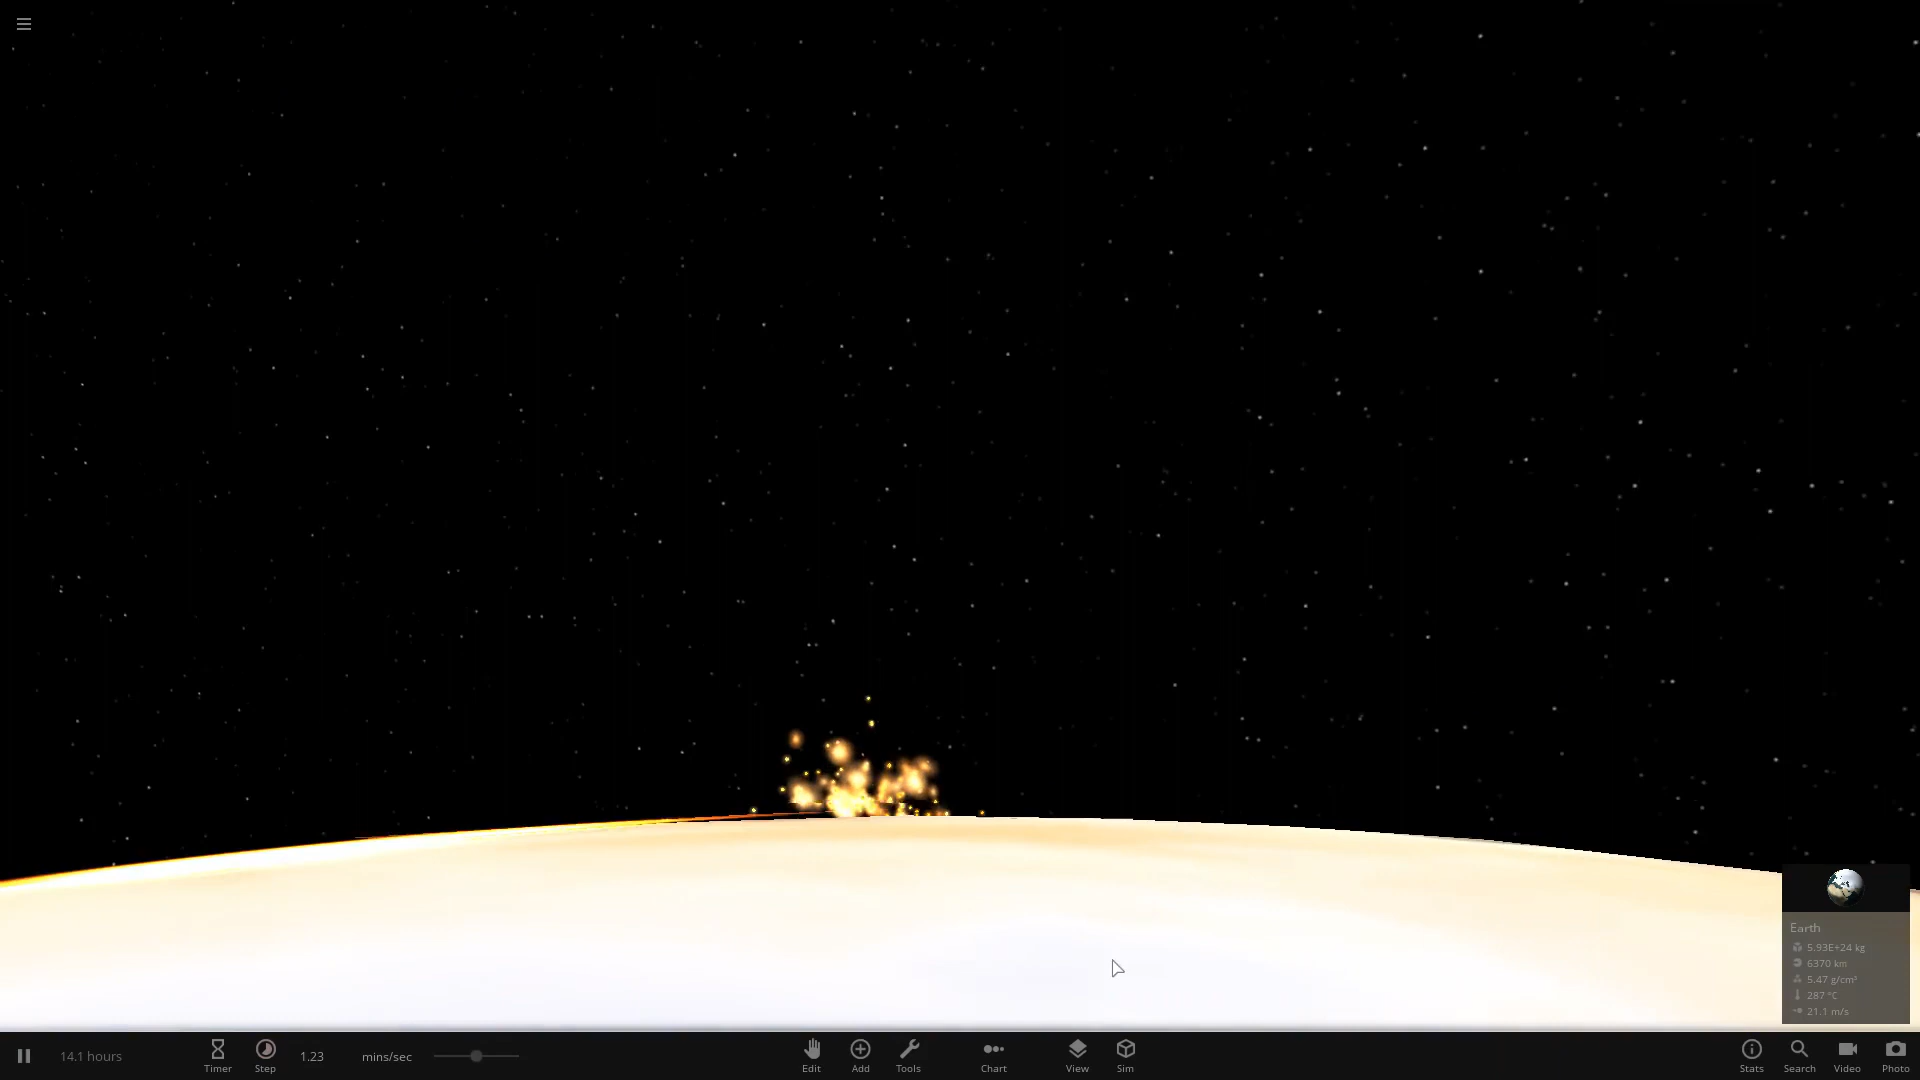 Earth
5.93E+24 kg
6370 km
5.47 g/cm³
287 °C
21.1 m/s
14.1 hours
Timer
Step
1.23 mins/sec
Edit
Add
Tools
Chart
View
Sim
Stats
Search
Video
Photo